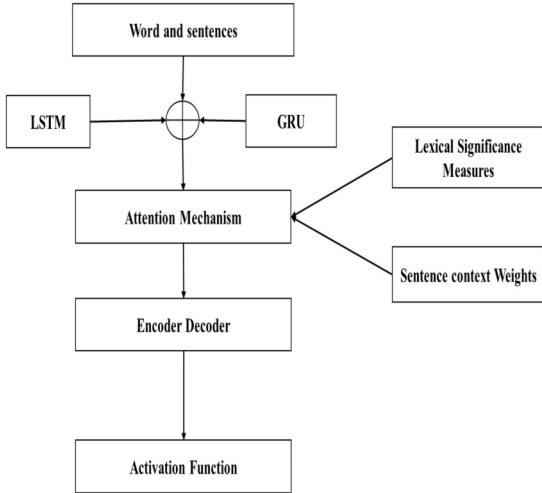 Word and sentences
LSTM
GRU
Lexical Significance
Measures
Attention Mechanism
Sentence context Weights
Encoder Decoder
Activation Function